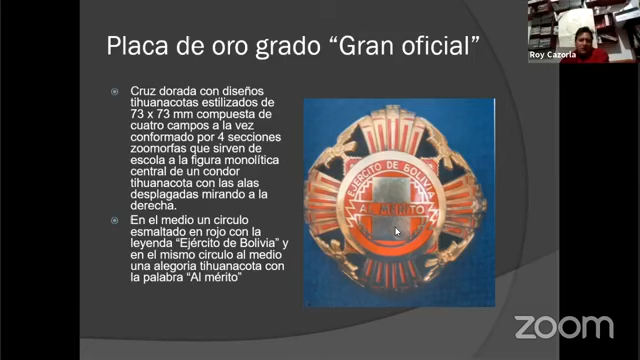 Placa de oro grado “Gran oficial”
Roy Cazorla
Cruz dorada con diseños
tihuanacotas estilizados de
73 x 73 mm compuesta de
cuatro campos a la vez
conformado por 4 secciones
zoomorfas que sirven de
escola a la figura monolítica
central de un condor
tihuanacota con las alas
desplagadas mirando a la
derecha.
En el medio un circulo
esmaltado en rojo con la
leyenda “Ejército de Bolivia” y
en el mismo circulo al medio
una alegoria tihuanacota con
la palabra “Al mérito”
EJERCITO DE BOLIVIA
AL MERITO
zoom